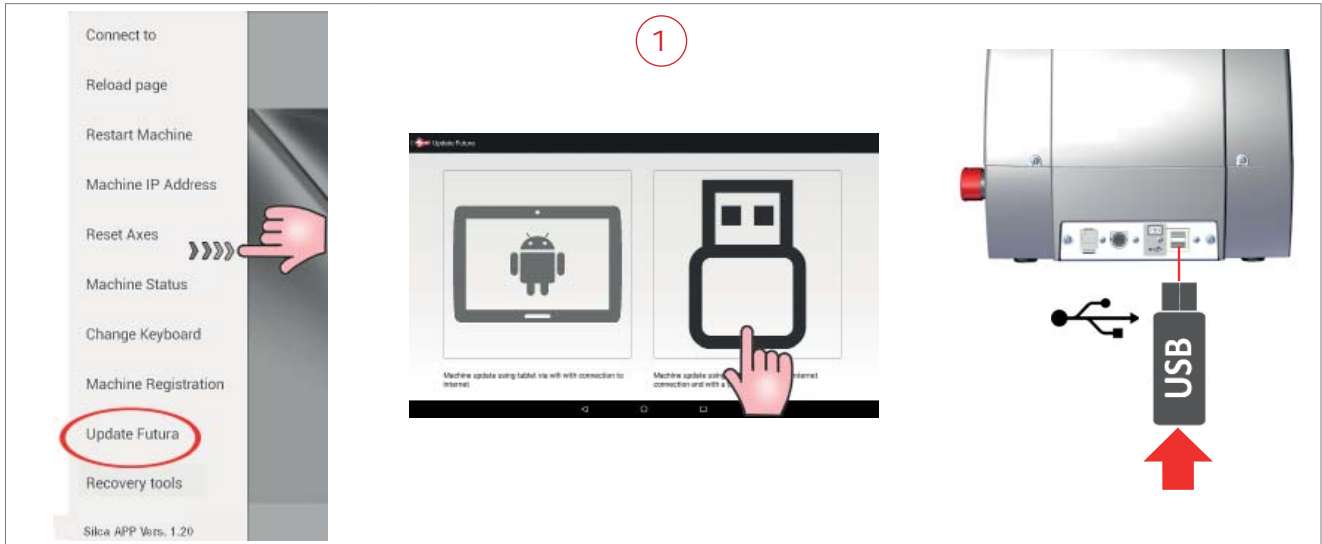 Connect to
Reload page
Restart Machine
Machine IP Address
Reset Axes
Machine Status
Change Keyboard
Machine Registration
Update Futura
Recovery tools
Silca APP Vers. 1.20
1
Update Futura
Machine update using tablet via wifi with connection to
internet
Machine update using internet
connection and with a
USB